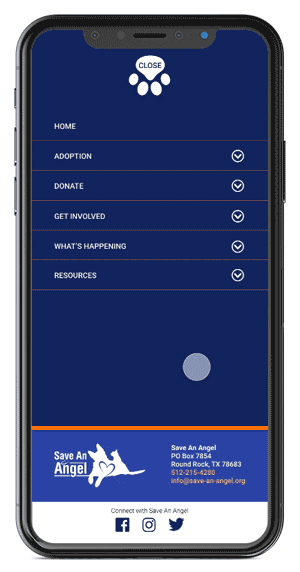 CLOSE
HOME
ADOPTION
DONATE
GET INVOLVED
WHAT'S HAPPENING
RESOURCES
Save An
Angel
Save An Angel
PO Box 7854
Round Rock, TX 78683
512-215-4280
info@save-an-angel.org
Connect with Save An Angel